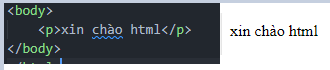 <body>
<p>xin chào html</p>
</body>
xin chào html